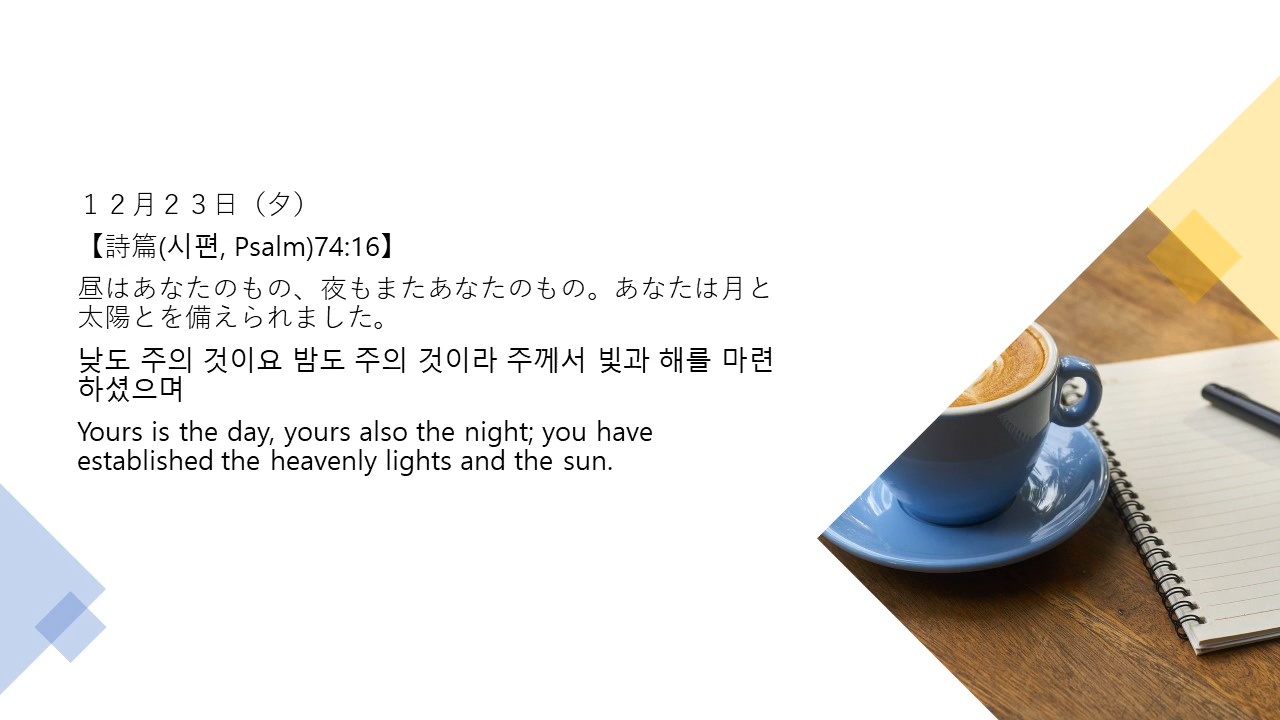 １２月２３日（夕）
【詩篇(시편, Psalm)74:16】
昼はあなたのもの、夜もまたあなたのもの。あなたは月と
太陽とを備えられました。
낮도 주의 것이요 밤도 주의 것이라 주께서 빛과 해를 마련
하셨으며
Yours is the day, yours also the night; you have
established the heavenly lights and the sun.